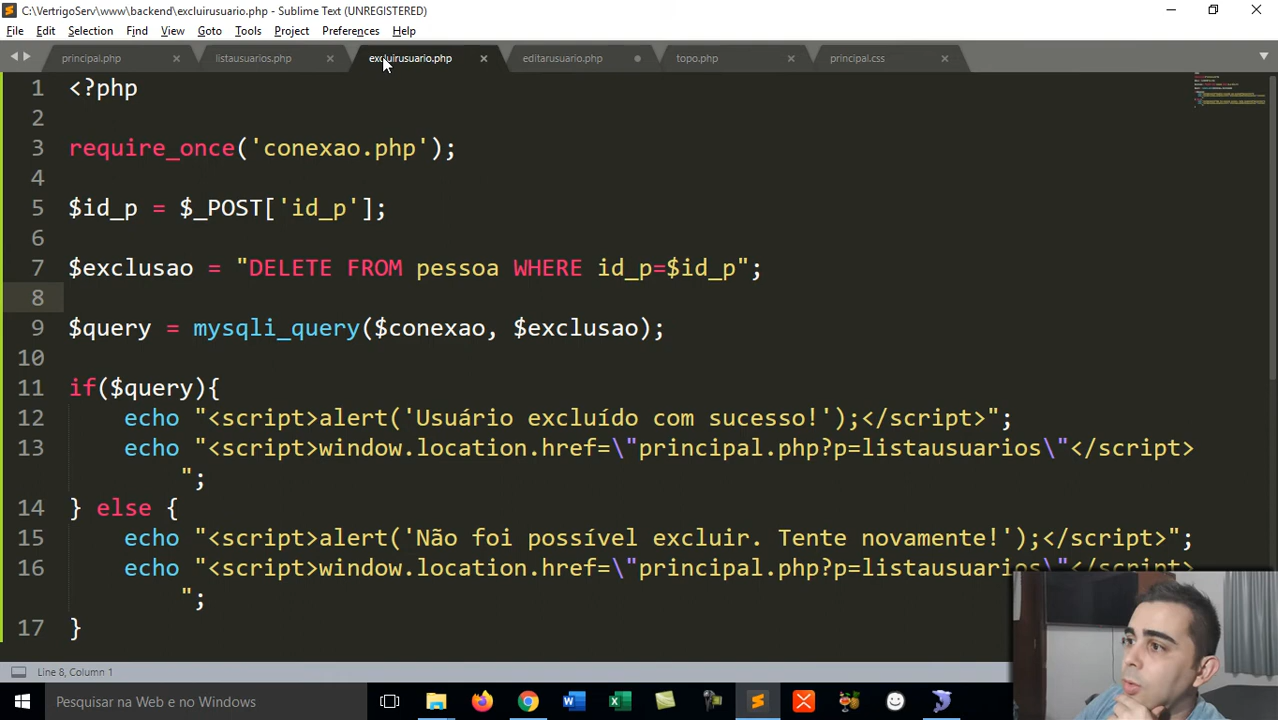 C:\VertrigoServ\www\backend\excluirusuario.php - Sublime Text (UNREGISTERED)
File Edit Selection Find View Goto Tools Project Preferences Help
principal.php listausuarios.php excluirusuario.php editarusuario.php topo.php principal.css
1 <?php
2
3 require_once('conexao.php');
4
5 $id_p = $_POST['id_p'];
6
7 $exclusao = "DELETE FROM pessoa WHERE id_p=$id_p";
8
9 $query = mysqli_query($conexao, $exclusao);
10
11 if($query){
12 echo "<script>alert('Usuário excluído com sucesso!');</script>";
13 echo "<script>window.location.href=\"principal.php?p=listausuarios\"</script>
";
14 } else {
15 echo "<script>alert('Não foi possível excluir. Tente novamente!');</script>";
16 echo "<script>window.location.href=\"principal.php?p=listausuarios\"</script>
";
17 }
Line 8, Column 1
Pesquisar na Web e no Windows